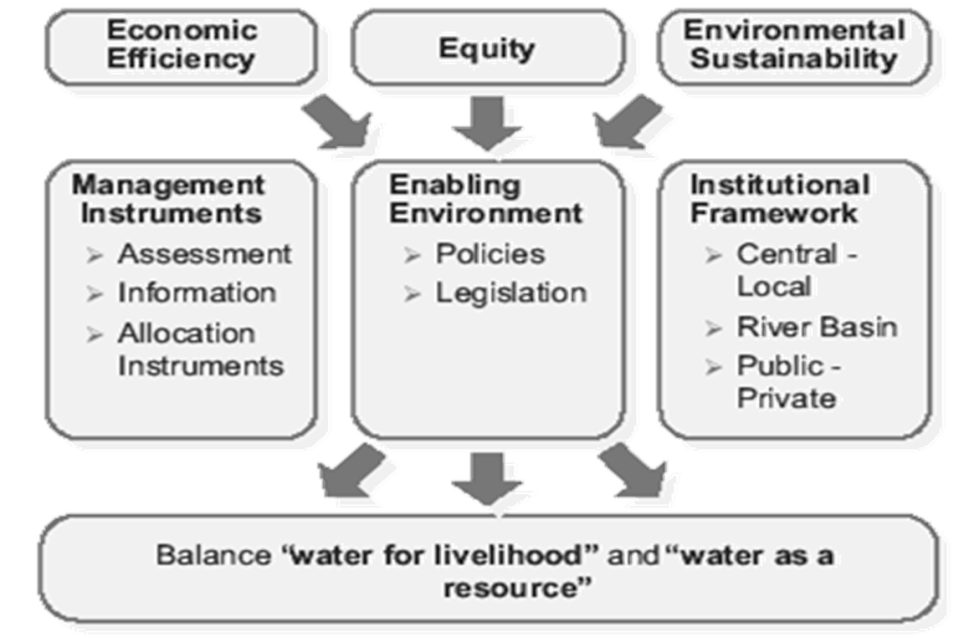 Economic
Efficiency
Equity
Environmental
Sustainability
Management
Instruments
Assessment
Information
Allocation
Instruments
Enabling
Environment
Policies
Legislation
Institutional
Framework
Central -
Local
River Basin
Public -
Private
Balance “water for livelihood” and “water as a
resource”